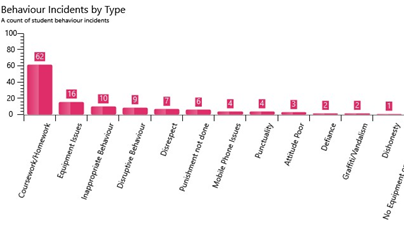 Behaviour Incidents by Type
A count of student behaviour incidents
100
80
60
40
20
0
62
16
10
9
7
6
4
4
3
2
2
1
Coursework/Homework
Equipment Issues
Inappropriate Behaviour
Disruptive Behaviour
Disrespect
Punishment not done
Mobile Phone Issues
Punctuality
Attitude Poor
Defiance
Graffiti/Vandalism
Dishonesty
No Equipment